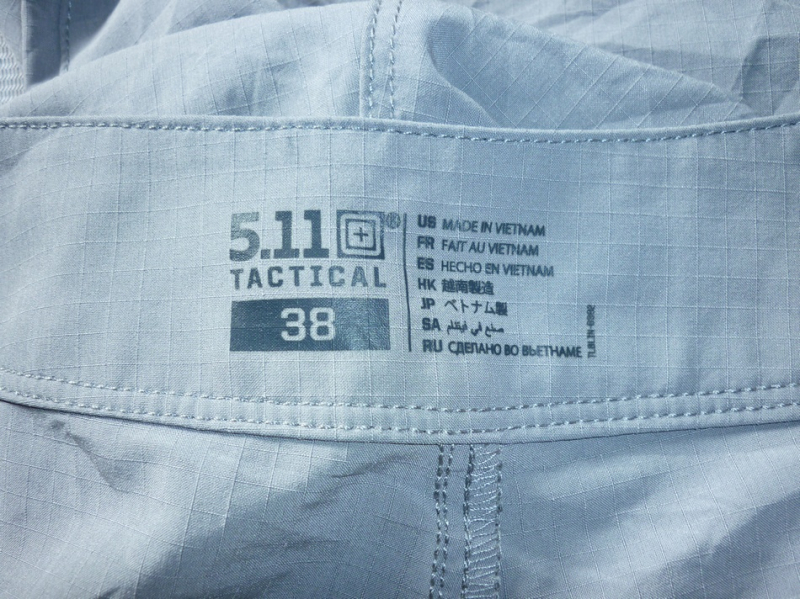 5.11®
TACTICAL
38
US MADE IN VIETNAM
FR FAIT AU VIETNAM
ES HECHO EN VIETNAM
HK 越南製造
JP ベトナム製
SA صنع في فيتنام
RU СДЕЛАНО ВО ВЬЕТНАМЕ